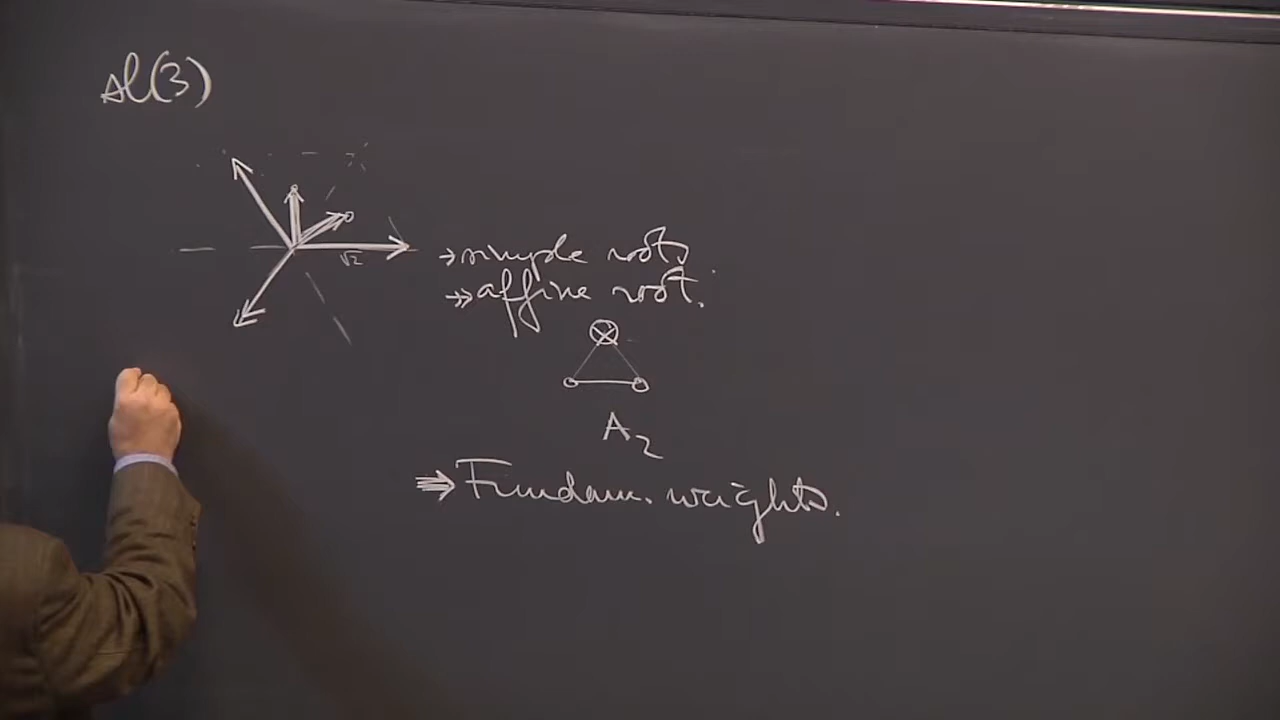 sl(3)
√2
→ simple roots
↠ affine root.
A₂
⇒ Fundam. weights.